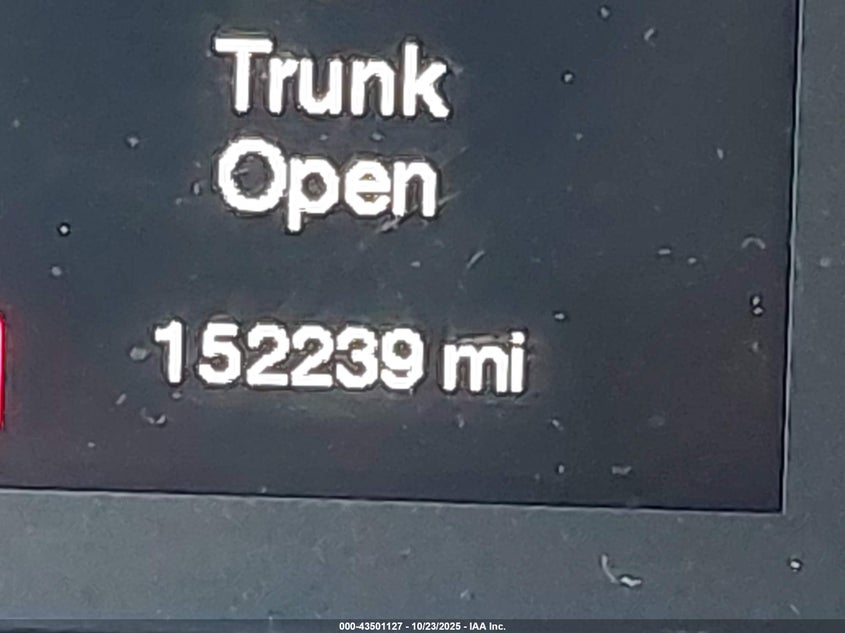 Trunk
Open
152239 mi
000-43501127 - 10/23/2025 - IAA Inc.